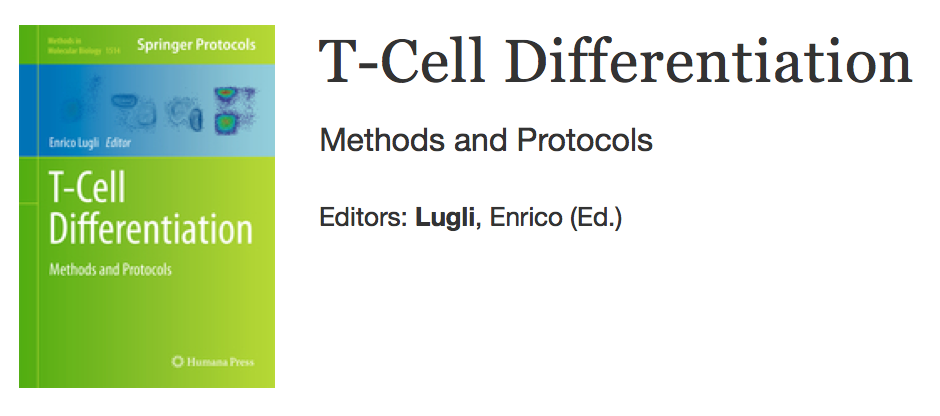 Methods in
Molecular Biology 1514
Springer Protocols
Enrico Lugli Editor
T-Cell
Differentiation
Methods and Protocols
Humana Press
T-Cell Differentiation
Methods and Protocols
Editors: Lugli, Enrico (Ed.)